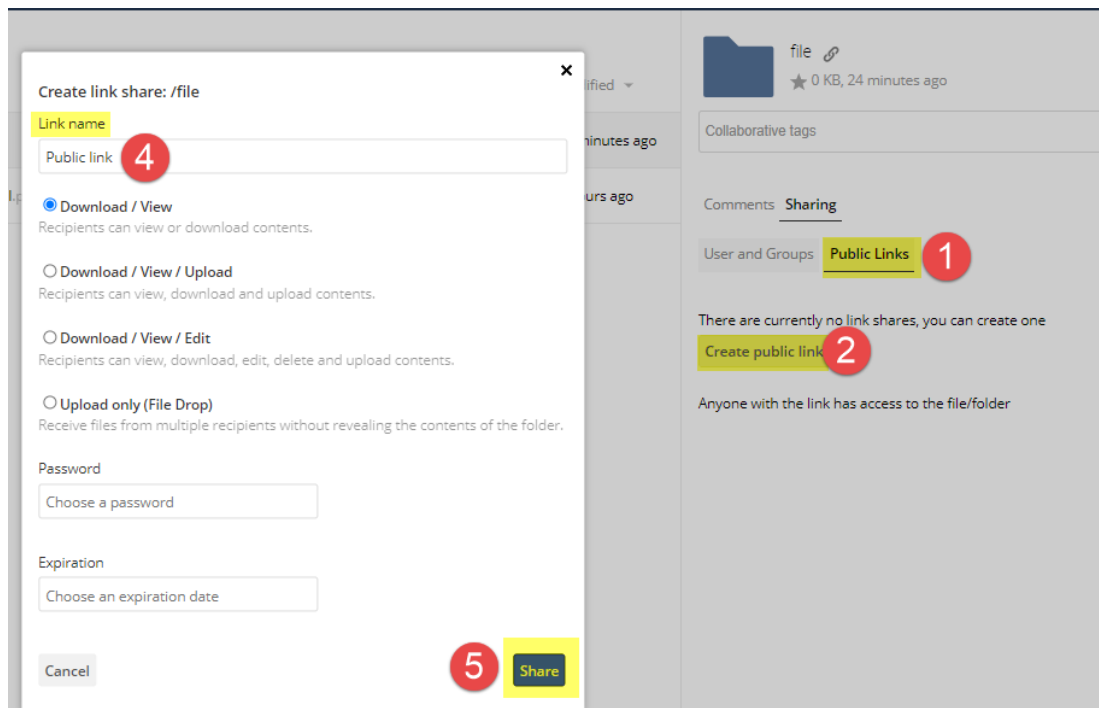 Create link share: /file
Link name
Public link 4
Download / View
Recipients can view or download contents.
Download / View / Upload
Recipients can view, download and upload contents.
Download / View / Edit
Recipients can view, download, edit, delete and upload contents.
Upload only (File Drop)
Receive files from multiple recipients without revealing the contents of the folder.
Password
Choose a password
Expiration
Choose an expiration date
Cancel
5 Share
ago
ago
file
0 KB, 24 minutes ago
Collaborative tags
Comments Sharing
User and Groups Public Links 1
There are currently no link shares, you can create one
Create public link 2
Anyone with the link has access to the file/folder